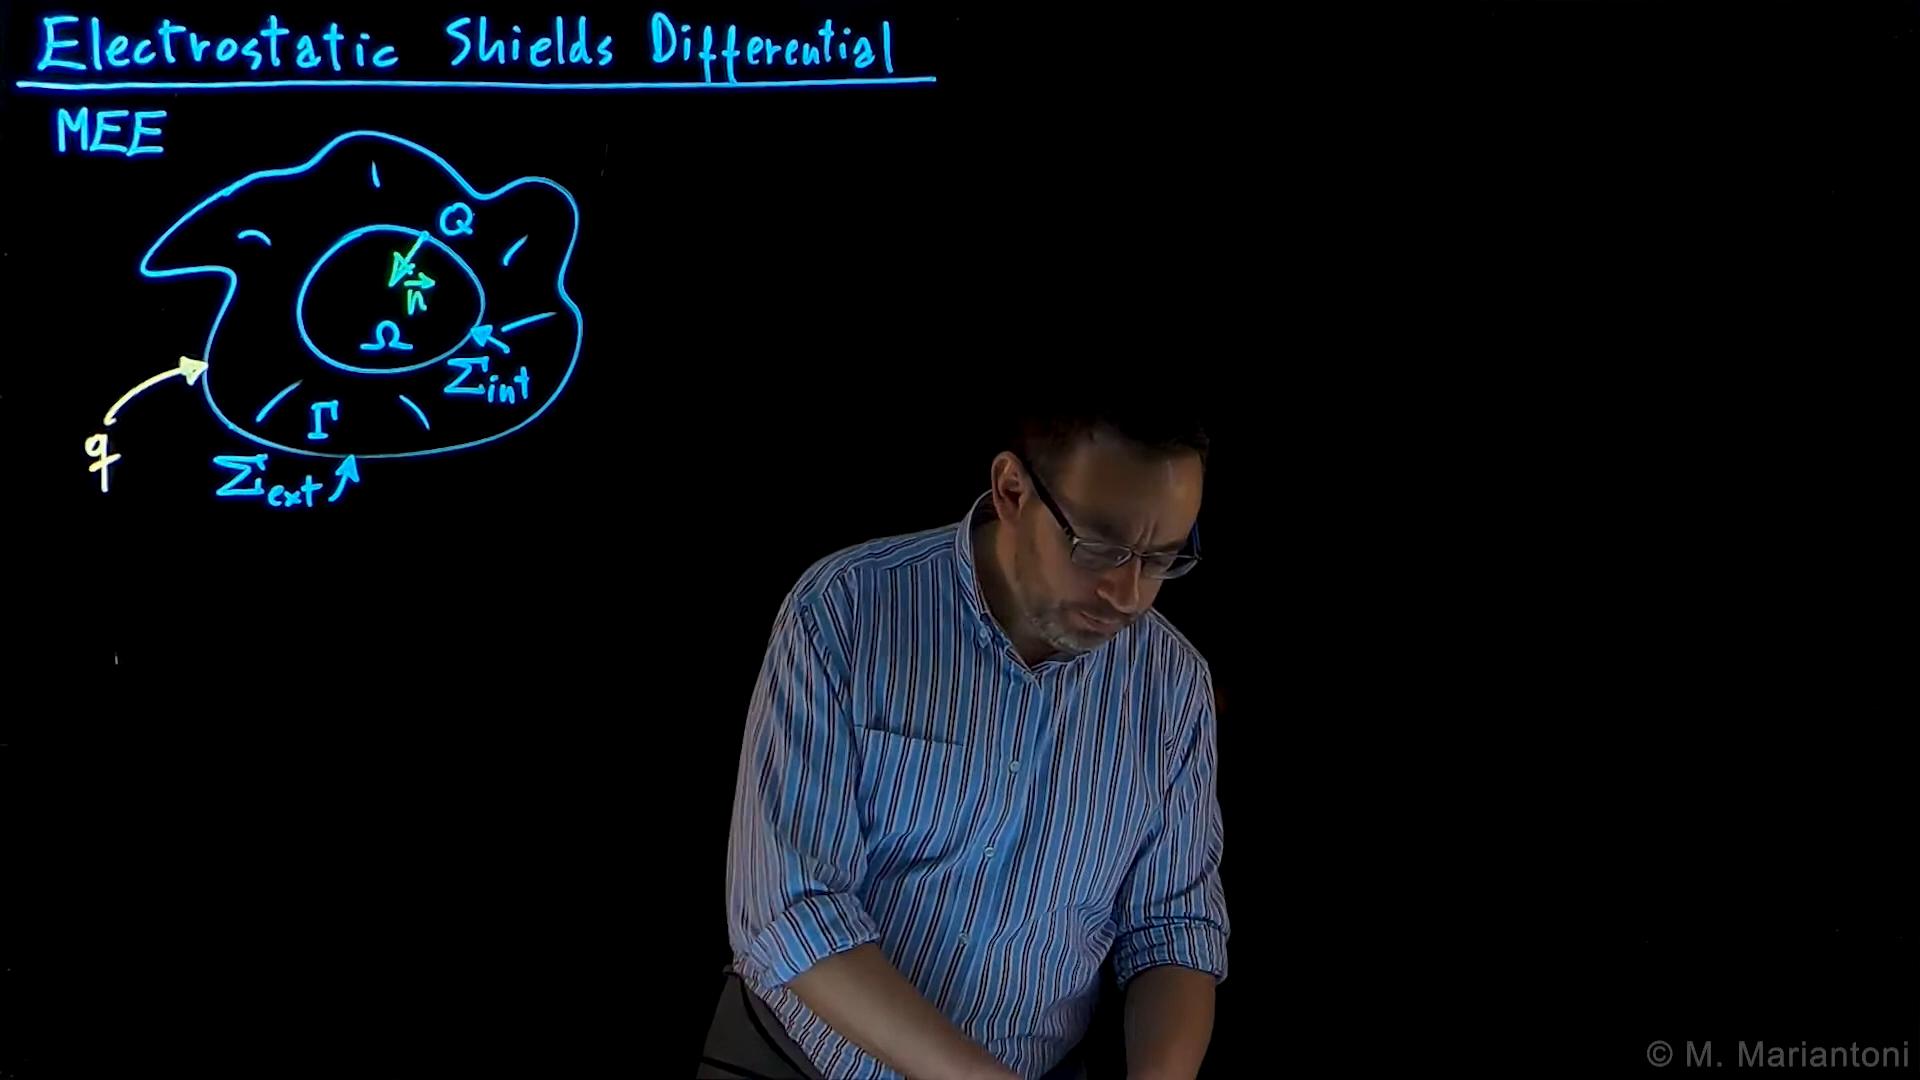 Electrostatic Shields Differential
MEE
Q
n
Ω
Σint
Γ
q
Σext
© M. Mariantoni